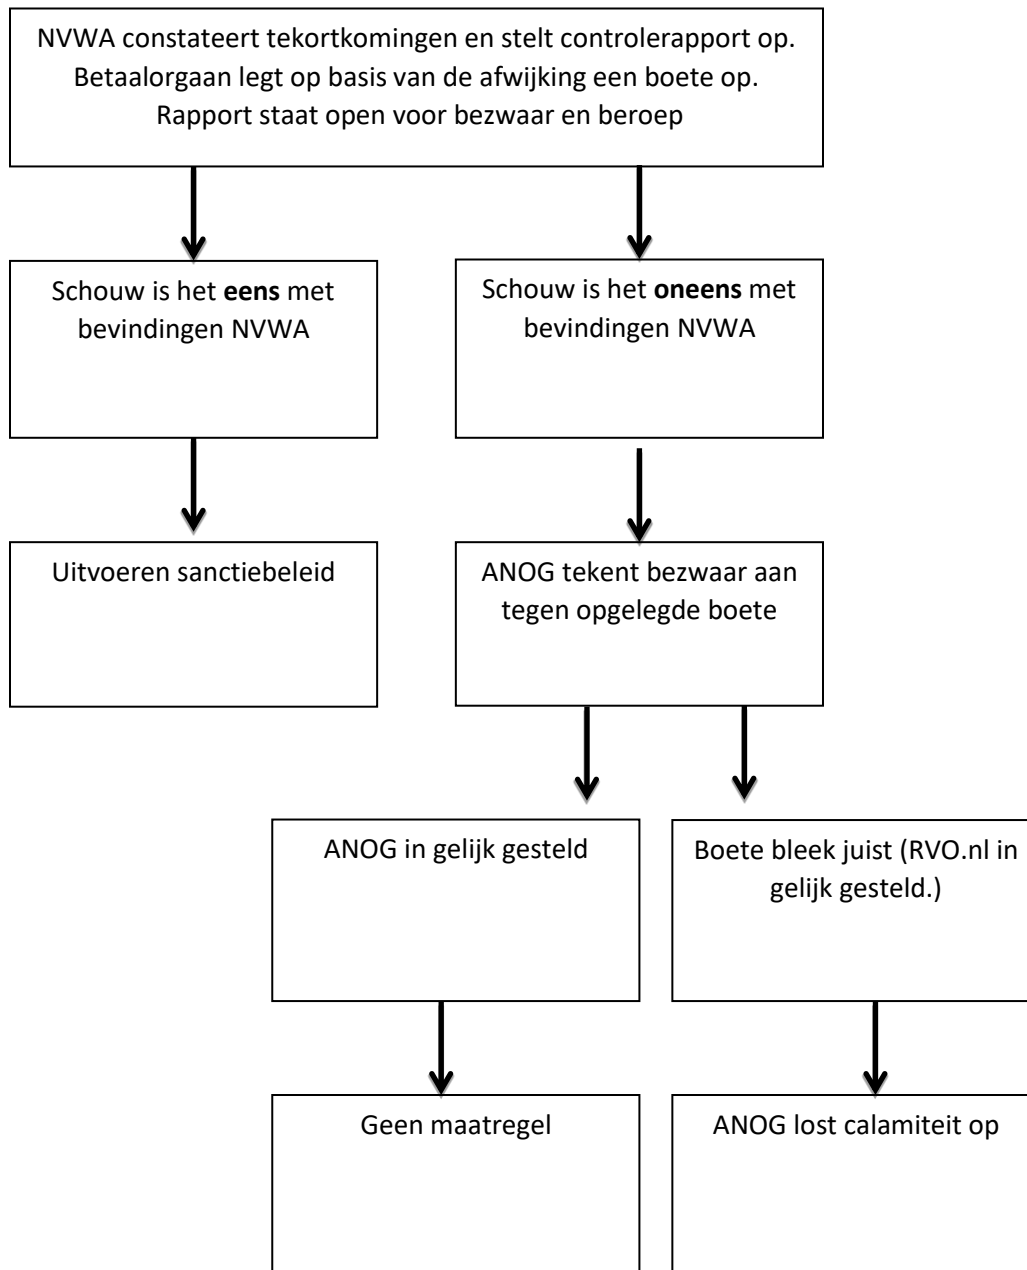 NVWA constateert tekortkomingen en stelt controlerapport op.
Betaalorgaan legt op basis van de afwijking een boete op.
Rapport staat open voor bezwaar en beroep
Schouw is het eens met
bevindingen NVWA
Schouw is het oneens met
bevindingen NVWA
Uitvoeren sanctiebeleid
ANOG tekent bezwaar aan
tegen opgelegde boete
ANOG in gelijk gesteld
Boete bleek juist (RVO.nl in
gelijk gesteld.)
Geen maatregel
ANOG lost calamiteit op